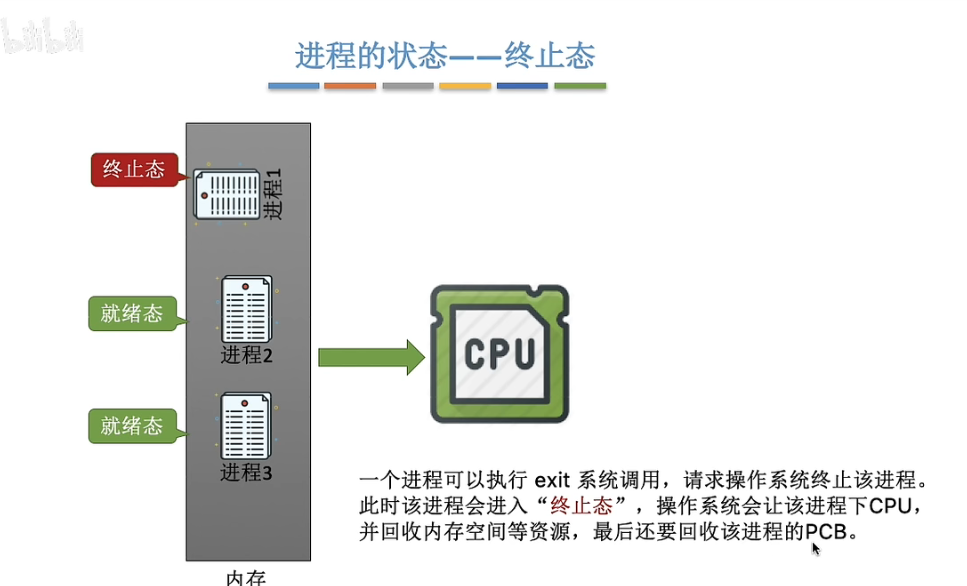 bilibili
进程的状态——终止态
终止态
进程1
就绪态
进程2
CPU
就绪态
进程3
一个进程可以执行 exit 系统调用，请求操作系统终止该进程。
此时该进程会进入“终止态”，操作系统会让该进程下CPU，
并回收内存空间等资源，最后还要回收该进程的PCB。
内存